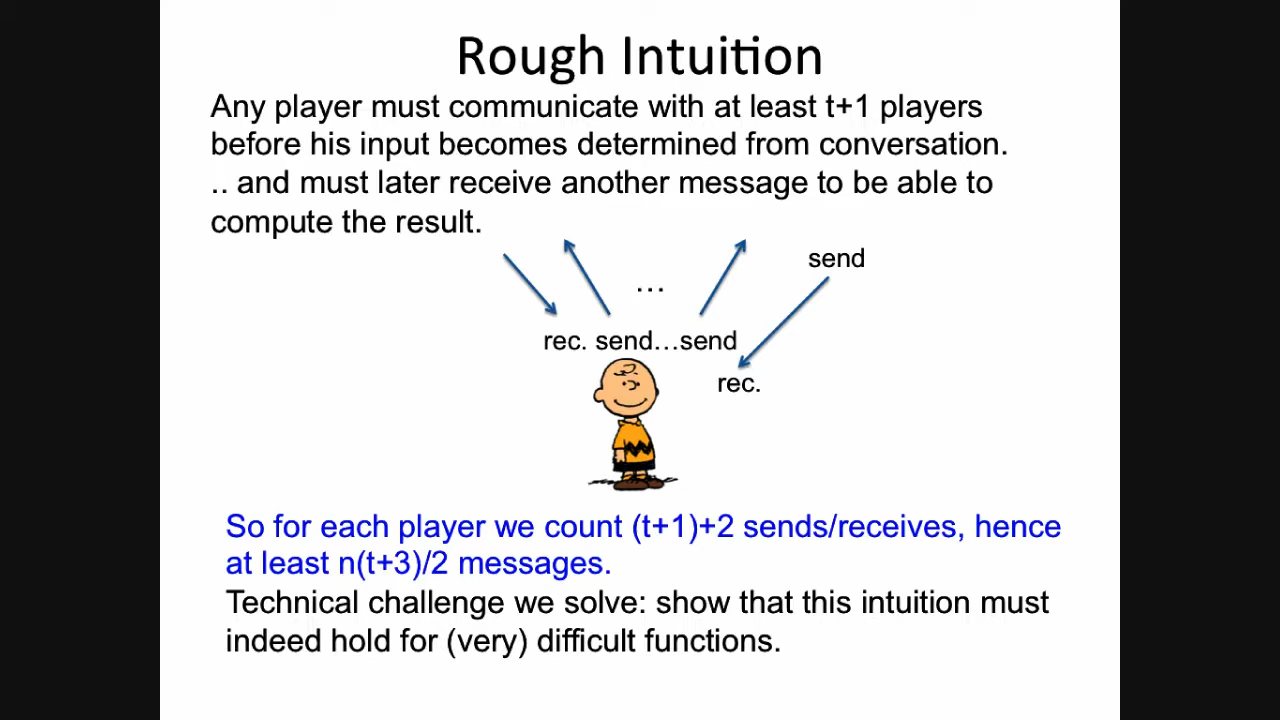 Rough Intuition
Any player must communicate with at least t+1 players
before his input becomes determined from conversation.
.. and must later receive another message to be able to
compute the result.
send
...
rec. send...send
rec.
So for each player we count (t+1)+2 sends/receives, hence
at least n(t+3)/2 messages.
Technical challenge we solve: show that this intuition must
indeed hold for (very) difficult functions.